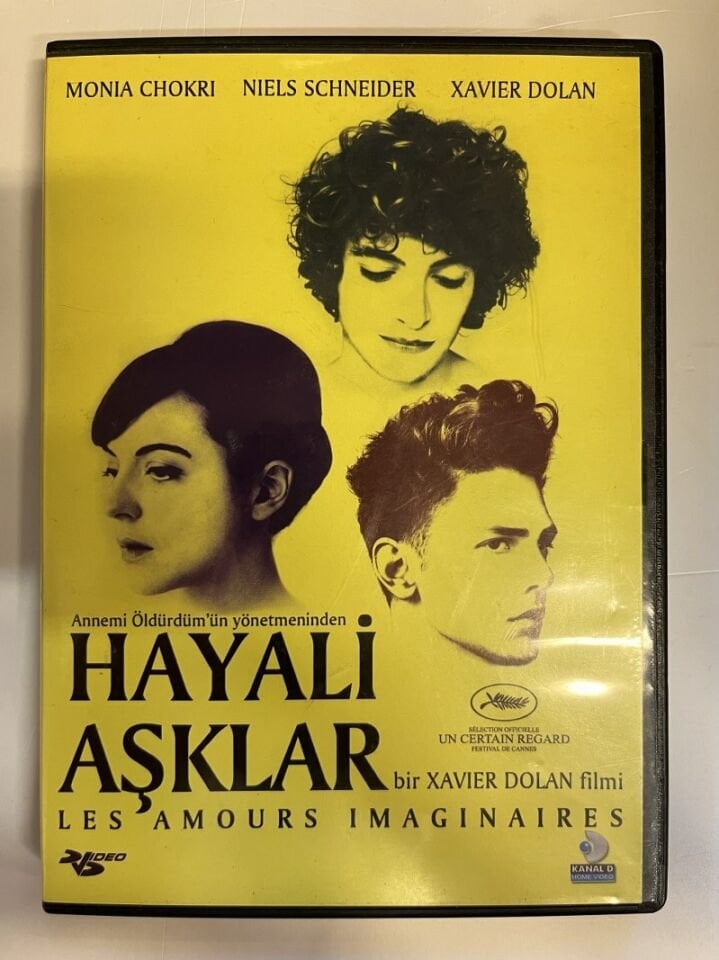 MONIA CHOKRI NIELS SCHNEIDER XAVIER DOLAN
Annemi Öldürdüm'ün yönetmeninden
HAYALİ
AŞKLAR
SÉLECTION OFFICIELLE
UN CERTAIN REGARD
FESTIVAL DE CANNES
bir XAVIER DOLAN filmi
LES AMOURS IMAGINAIRES
VIDEO
KANAL D
HOME VIDEO